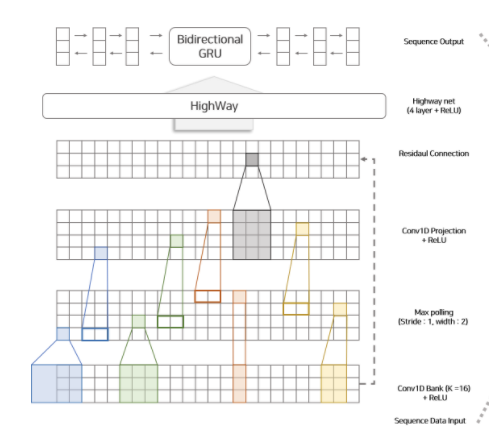 Bidirectional
GRU
Sequence Output
HighWay
Highway net
(4 layer + ReLU)
Residaul Connection
Conv1D Projection
+ ReLU
Max polling
(Stride : 1, width : 2)
Conv1D Bank (K =16)
+ ReLU
Sequence Data Input